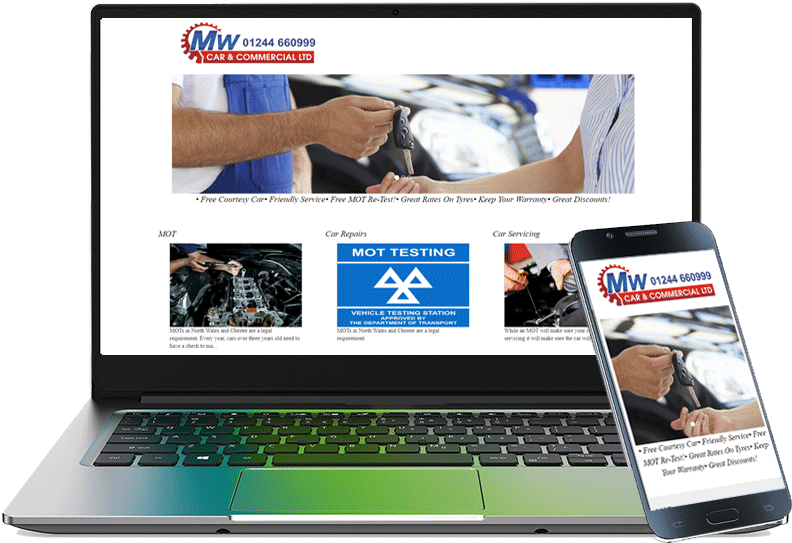 MW 01244 660999
CAR & COMMERCIAL LTD
• Free Courtesy Car• Friendly Service• Free MOT Re-Test!• Great Rates On Tyres• Keep Your Warranty• Great Discounts!
MOT
Car Repairs
Car Servicing
MOT TESTING
VEHICLE TESTING STATION
APPROVED BY
THE DEPARTMENT OF TRANSPORT
MOTs in North Wales and Chester are a legal
requirement. Every year, cars over three years old need to
have a check to ma...
MOTs in North Wales and Chester are a legal
requirement.
While an MOT will make sure your
servicing it will make sure the car will
MW 01244 660999
CAR & COMMERCIAL LTD
• Free Courtesy Car• Friendly Service• Free
MOT Re-Test!• Great Rates On Tyres• Keep
Your Warranty• Great Discounts!